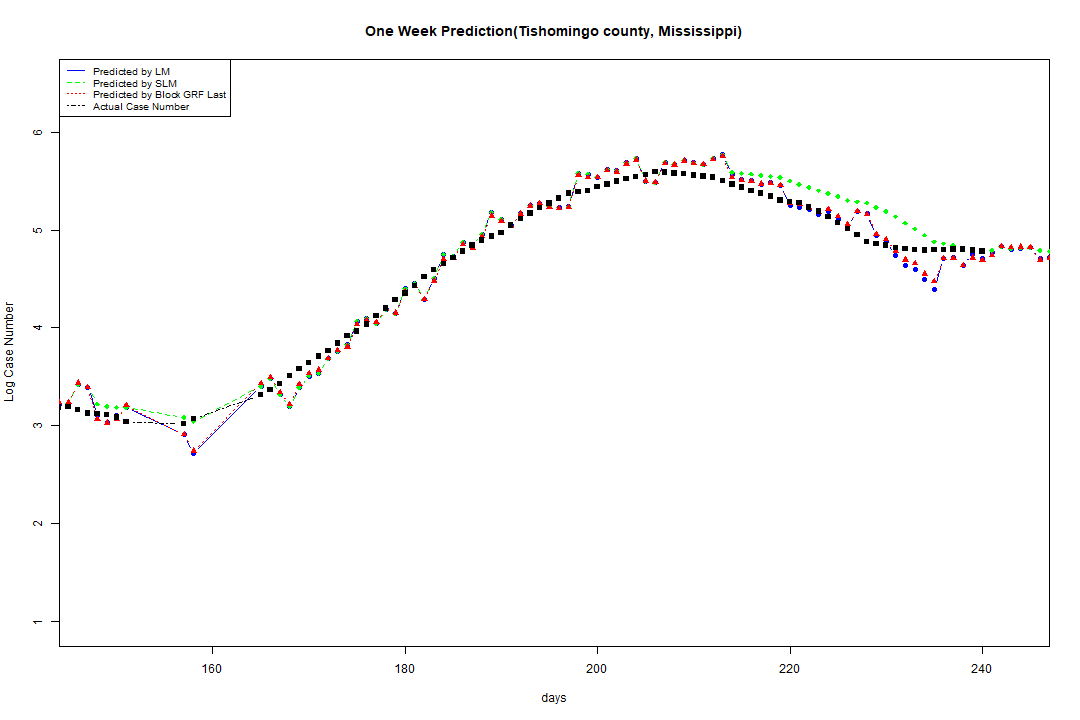 One Week Prediction(Tishomingo county, Mississippi)
Predicted by LM
Predicted by SLM
Predicted by Block GRF Last
Actual Case Number
6
5
4
3
2
1
Log Case Number
160 180 200 220 240
days